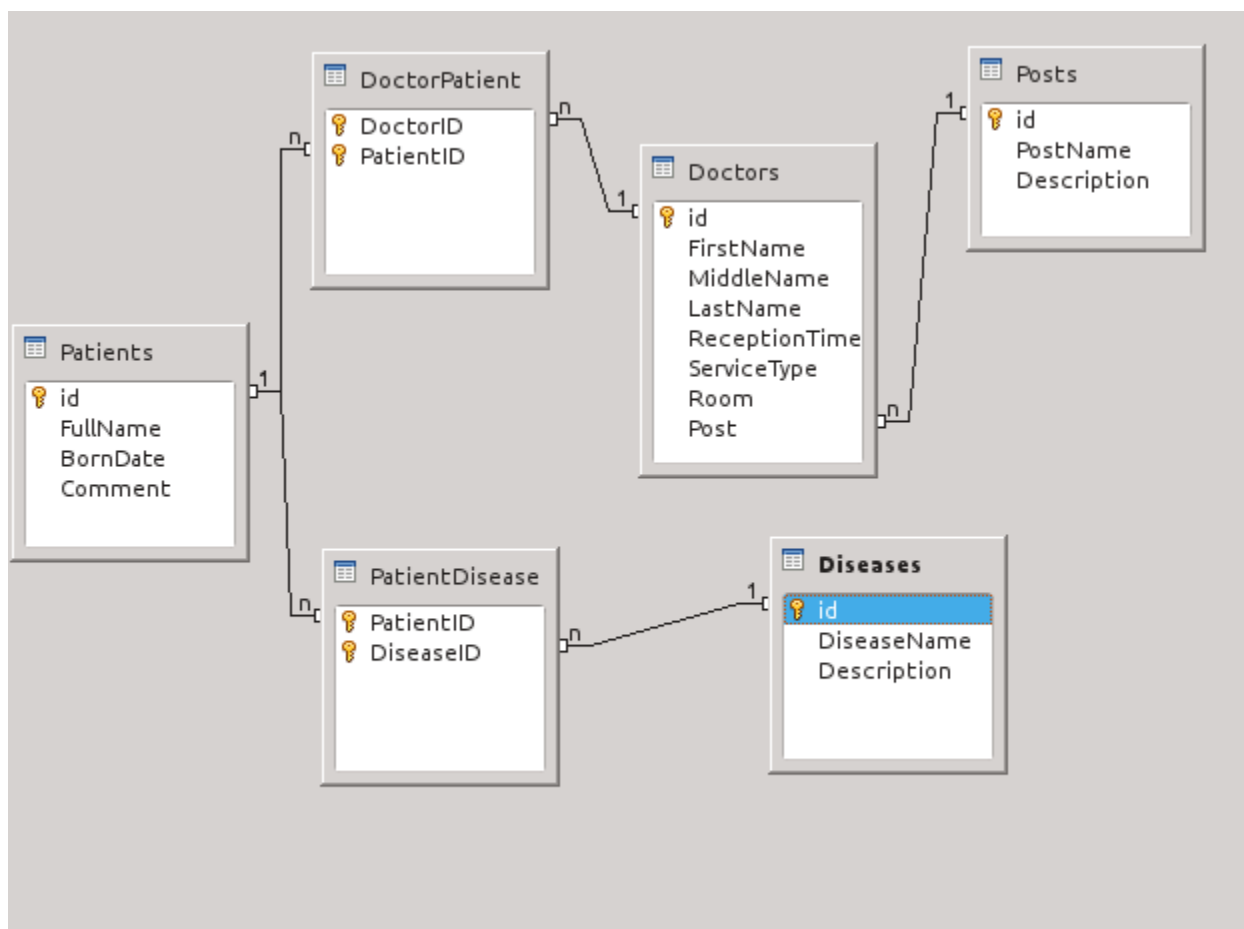 DoctorPatient
DoctorID
PatientID
n
n
Posts
id
PostName
Description
1
Doctors
id
FirstName
MiddleName
LastName
ReceptionTime
ServiceType
Room
Post
1
n
Patients
id
FullName
BornDate
Comment
1
PatientDisease
PatientID
DiseaseID
n
n
Diseases
id
DiseaseName
Description
1